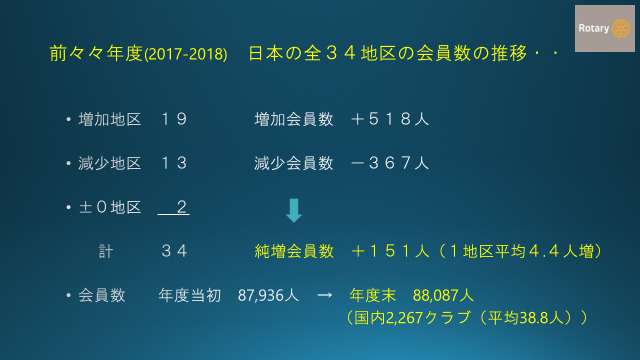 Rotary
前々々年度(2017-2018)　日本の全３４地区の会員数の推移・・
• 増加地区　１９　　　　増加会員数　＋５１８人
• 減少地区　１３　　　　減少会員数　－３６７人
• ±０地区　　２
計　　　３４　　　　純増会員数　＋１５１人（１地区平均４.４人増）
• 会員数　　年度当初　87,936人　→　年度末　88,087人
（国内2,267クラブ（平均38.8人））